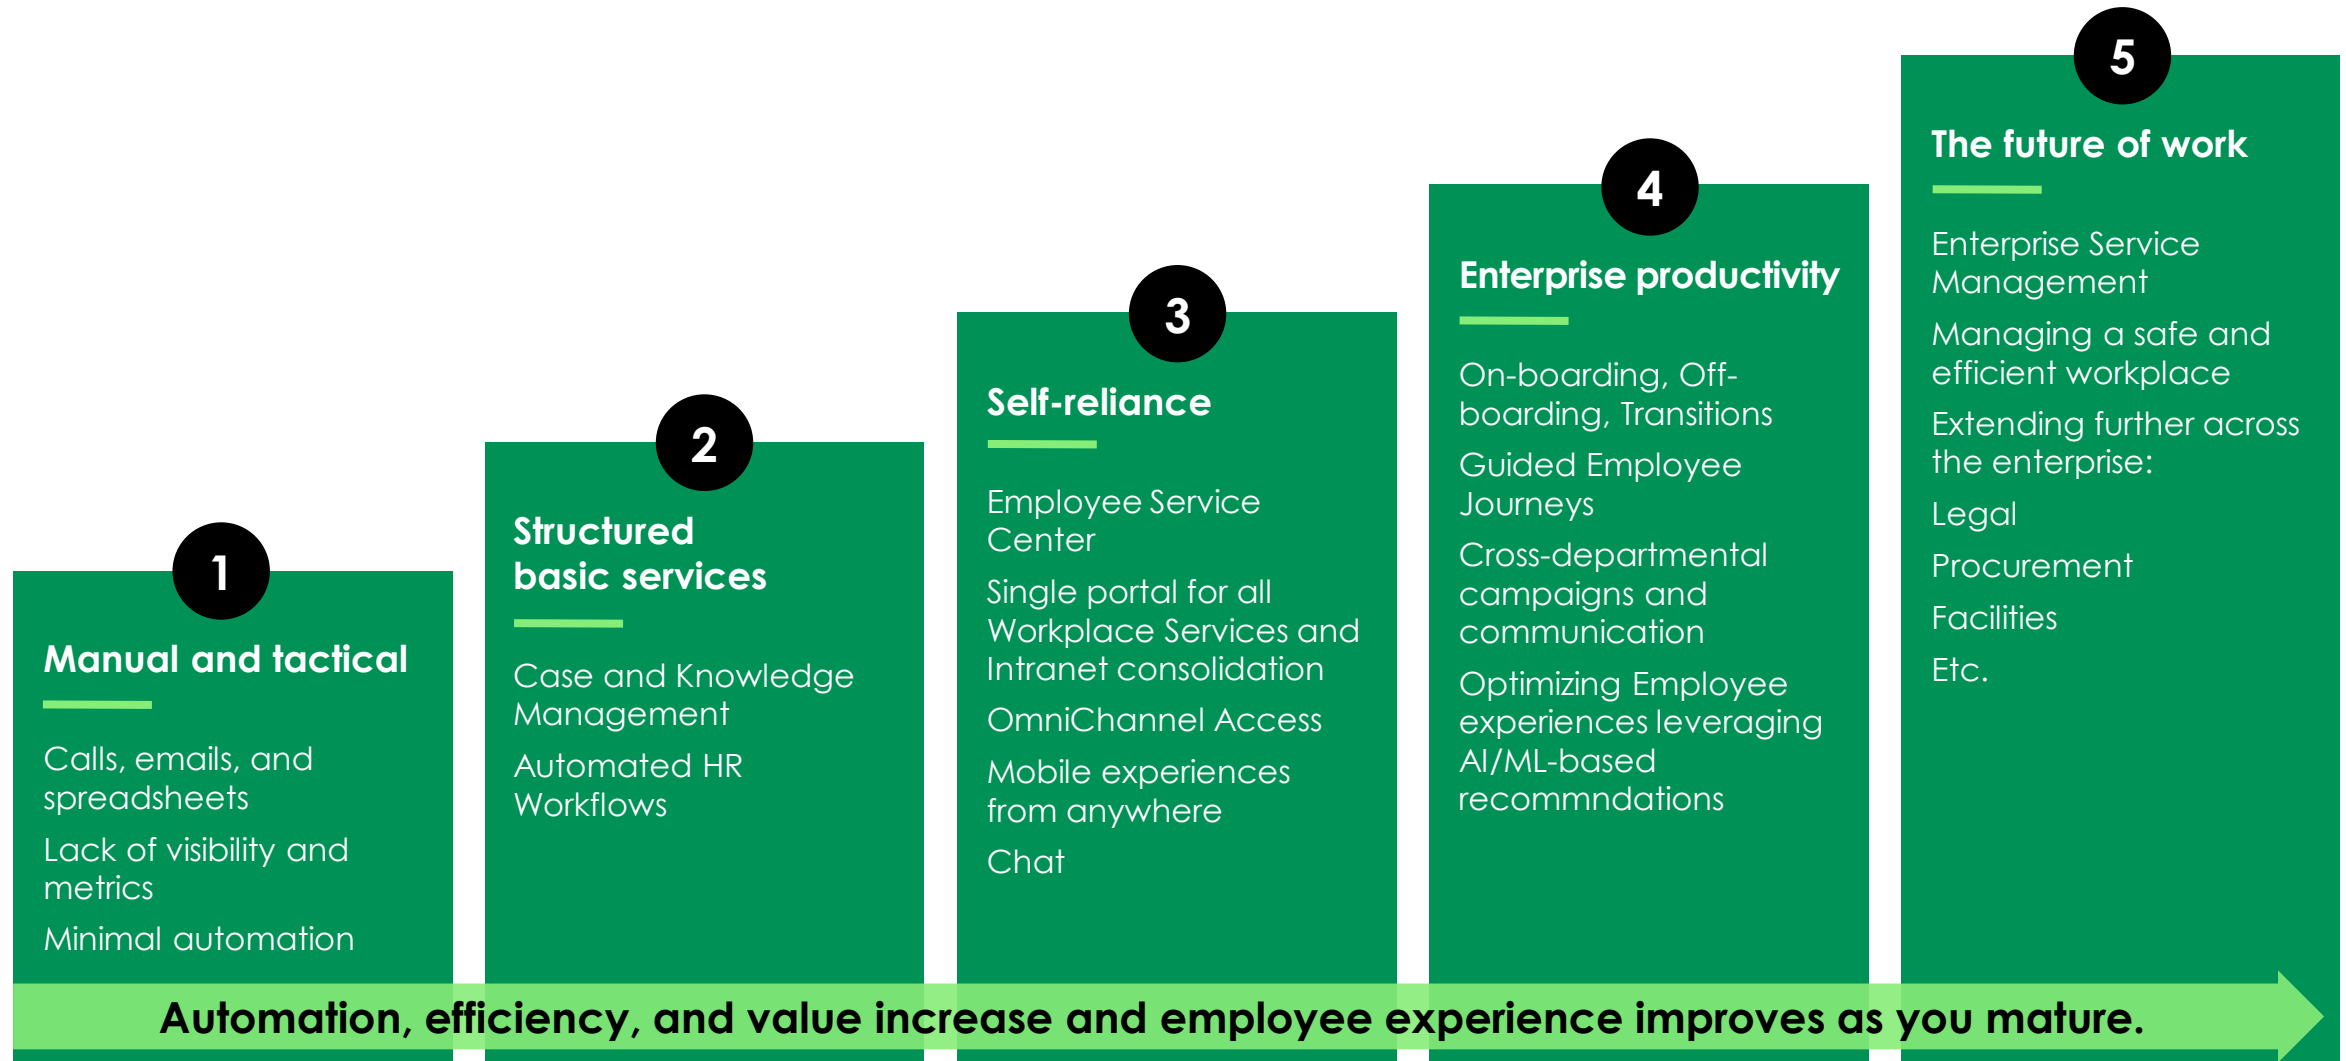 1
Manual and tactical
Calls, emails, and
spreadsheets
Lack of visibility and
metrics
Minimal automation
2
Structured
basic services
Case and Knowledge
Management
Automated HR
Workflows
3
Self-reliance
Employee Service
Center
Single portal for all
Workplace Services and
Intranet consolidation
OmniChannel Access
Mobile experiences
from anywhere
Chat
4
Enterprise productivity
On-boarding, Off-
boarding, Transitions
Guided Employee
Journeys
Cross-departmental
campaigns and
communication
Optimizing Employee
experiences leveraging
AI/ML-based
recommndations
5
The future of work
Enterprise Service
Management
Managing a safe and
efficient workplace
Extending further across
the enterprise:
Legal
Procurement
Facilities
Etc.
Automation, efficiency, and value increase and employee experience improves as you mature.